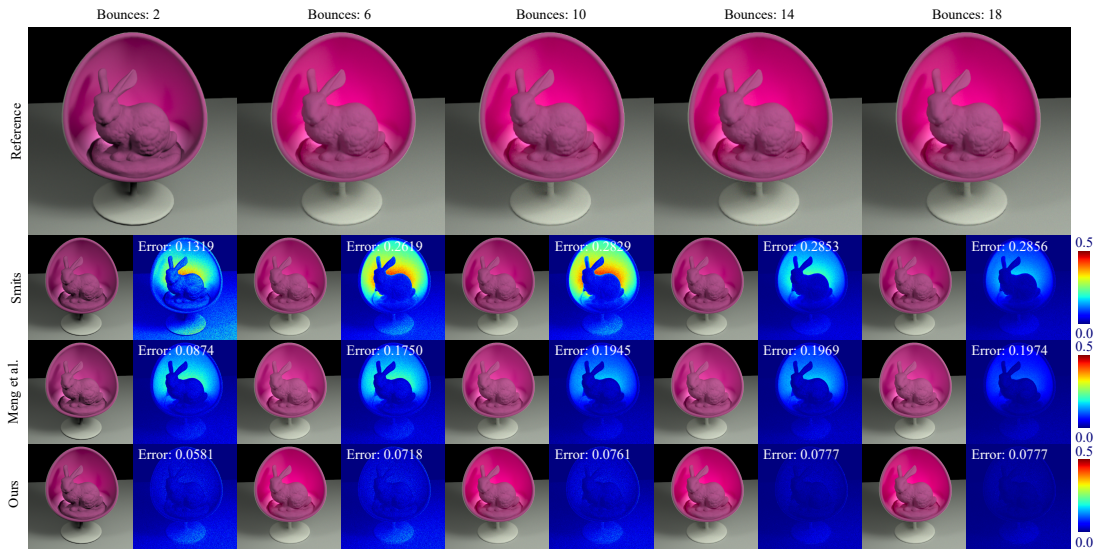 Bounces: 2 Bounces: 6 Bounces: 10 Bounces: 14 Bounces: 18
Reference
Smits
Error: 0.1319 Error: 0.2619 Error: 0.2829 Error: 0.2853 Error: 0.2856
0.5
0.0
Meng et al.
Error: 0.0874 Error: 0.1750 Error: 0.1945 Error: 0.1969 Error: 0.1974
0.5
0.0
Ours
Error: 0.0581 Error: 0.0718 Error: 0.0761 Error: 0.0777 Error: 0.0777
0.5
0.0